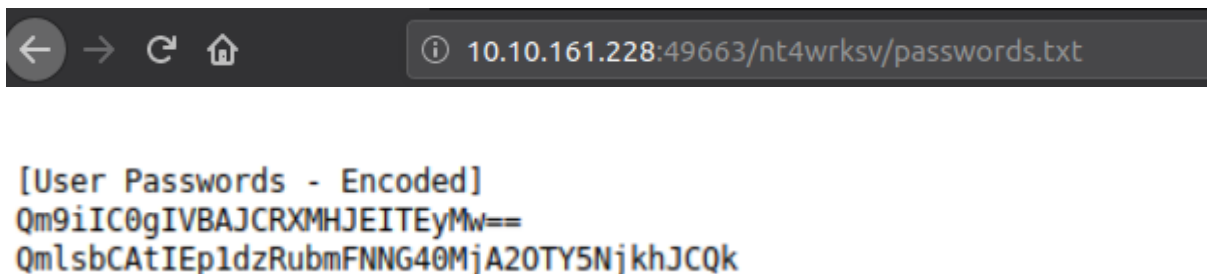 10.10.161.228:49663/nt4wrksv/passwords.txt
[User Passwords - Encoded]
Qm9iIC0gIVBAJCRXMHJEITEyMw==
QmlsbCAtIEp1dzRubmFNNG40MjA2OTY5NjkhJCQk